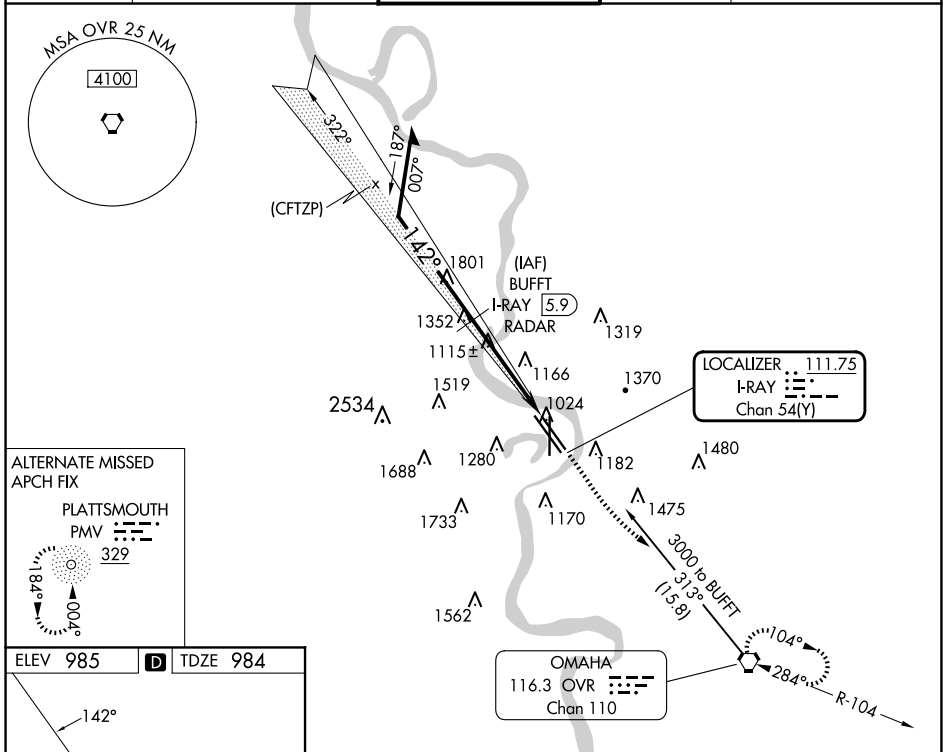 MSA OVR 25 NM
4100
322°
187°
007°
(CFTZP)
142°
1801
(IAF)
BUFFT
I-RAY 5.9
RADAR
1352
1115±
1319
1166
1370
LOCALIZER 111.75
I-RAY
Chan 54(Y)
1519
2534
1024
1280
1688
1182
1480
1733
1170
1475
ALTERNATE MISSED
APCH FIX
PLATTSMOUTH
PMV
329
184°
004°
3000 to BUFFT
313°
(15.8)
1562
104°
284°
R-104
OMAHA
116.3 OVR
Chan 110
ELEV 985 D TDZE 984
142°